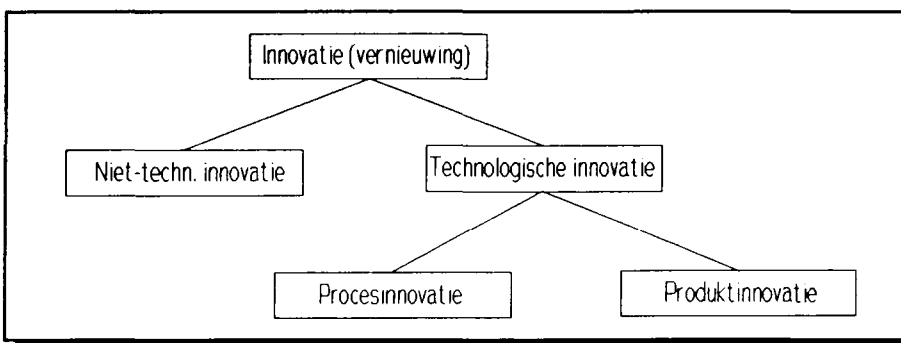 Innovatie (vernieuwing)
Niet-techn. innovatie
Technologische innovatie
Procesinnovatie
Produktinnovatie